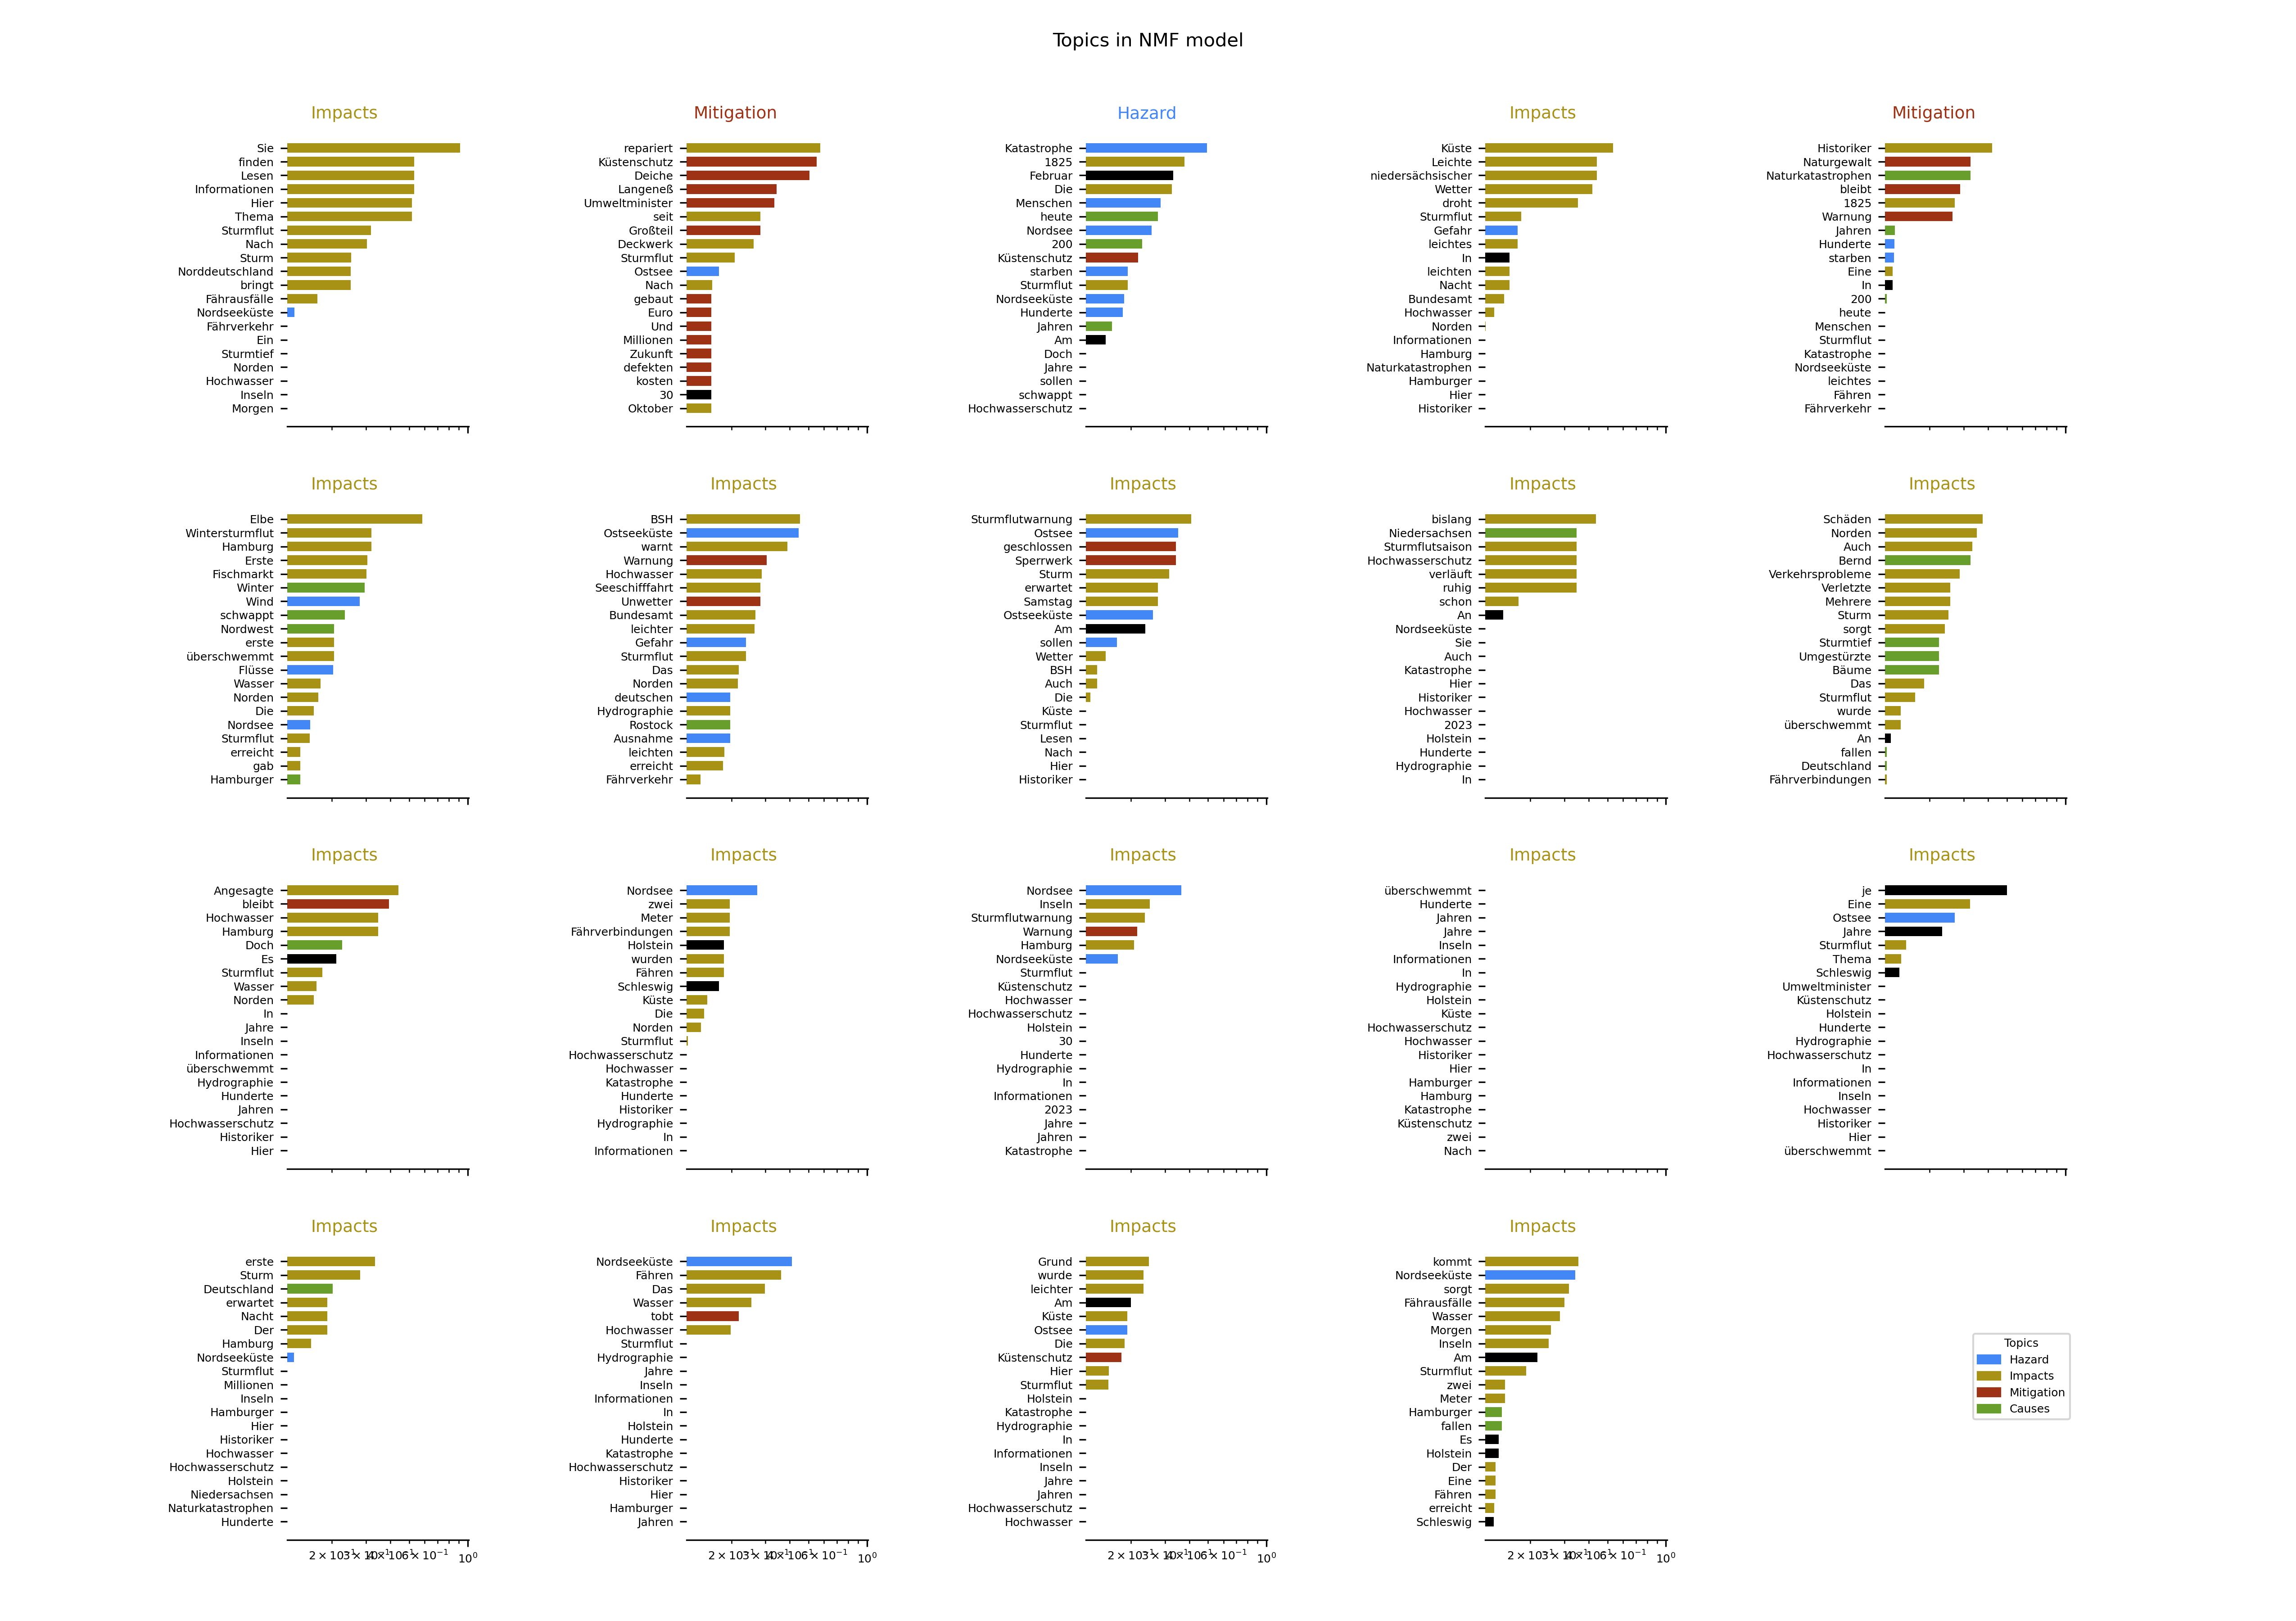 Topics in NMF model
Impacts
Sie
finden
Lesen
Informationen
Hier
Thema
Sturmflut
Nach
Sturm
Norddeutschland
bringt
Fährausfälle
Nordseeküste
Fährverkehr
Ein
Sturmtief
Norden
Hochwasser
Inseln
Morgen
Mitigation
repariert
Küstenschutz
Deiche
Langeneß
Umweltminister
seit
Großteil
Deckwerk
Sturmflut
Ostsee
Nach
gebaut
Euro
Und
Millionen
Zukunft
defekten
kosten
30
Oktober
Hazard
Katastrophe
1825
Februar
Die
Menschen
heute
Nordsee
200
Küstenschutz
starben
Sturmflut
Nordseeküste
Hunderte
Jahren
Am
Doch
Jahre
sollen
schwappt
Hochwasserschutz
Impacts
Küste
Leichte
niedersächsischer
Wetter
droht
Sturmflut
Gefahr
leichtes
In
leichten
Nacht
Bundesamt
Hochwasser
Norden
Informationen
Hamburg
Naturkatastrophen
Hamburger
Hier
Historiker
Mitigation
Historiker
Naturgewalt
Naturkatastrophen
bleibt
1825
Warnung
Jahren
Hunderte
starben
Eine
In
200
heute
Menschen
Sturmflut
Katastrophe
Nordseeküste
leichtes
Fähren
Fährverkehr
Impacts
Elbe
Wintersturmflut
Hamburg
Erste
Fischmarkt
Winter
Wind
schwappt
Nordwest
erste
überschwemmt
Flüsse
Wasser
Norden
Die
Nordsee
Sturmflut
erreicht
gab
Hamburger
Impacts
BSH
Ostseeküste
warnt
Warnung
Hochwasser
Seeschifffahrt
Unwetter
Bundesamt
leichter
Gefahr
Sturmflut
Das
Norden
deutschen
Hydrographie
Rostock
Ausnahme
leichten
erreicht
Fährverkehr
Impacts
Sturmflutwarnung
Ostsee
geschlossen
Sperrwerk
Sturm
erwartet
Samstag
Ostseeküste
Am
sollen
Wetter
BSH
Auch
Die
Küste
Sturmflut
Lesen
Nach
Hier
Historiker
Impacts
bislang
Niedersachsen
Sturmflutsaison
Hochwasserschutz
verläuft
ruhig
schon
An
Nordseeküste
Sie
Auch
Katastrophe
Hier
Historiker
Hochwasser
2023
Holstein
Hunderte
Hydrographie
In
Impacts
Schäden
Norden
Auch
Bernd
Verkehrsprobleme
Verletzte
Mehrere
Sturm
sorgt
Sturmtief
Umgestürzte
Bäume
Das
Sturmflut
wurde
überschwemmt
An
fallen
Deutschland
Fährverbindungen
Impacts
Angesagte
bleibt
Hochwasser
Hamburg
Doch
Es
Sturmflut
Wasser
Norden
In
Jahre
Inseln
Informationen
überschwemmt
Hydrographie
Hunderte
Jahren
Hochwasserschutz
Historiker
Hier
Impacts
Nordsee
zwei
Meter
Fährverbindungen
Holstein
wurden
Fähren
Schleswig
Küste
Die
Norden
Sturmflut
Hochwasserschutz
Hochwasser
Katastrophe
Hunderte
Historiker
Hydrographie
In
Informationen
Impacts
Nordsee
Inseln
Sturmflutwarnung
Warnung
Hamburg
Nordseeküste
Sturmflut
Küstenschutz
Hochwasser
Hochwasserschutz
Holstein
30
Hunderte
Hydrographie
In
Informationen
2023
Jahre
Jahren
Katastrophe
Impacts
überschwemmt
Hunderte
Jahren
Jahre
Inseln
Informationen
In
Hydrographie
Holstein
Küste
Hochwasserschutz
Hochwasser
Historiker
Hier
Hamburger
Hamburg
Katastrophe
Küstenschutz
zwei
Nach
Impacts
je
Eine
Ostsee
Jahre
Sturmflut
Thema
Schleswig
Umweltminister
Küstenschutz
Holstein
Hunderte
Hydrographie
Hochwasserschutz
In
Informationen
Inseln
Hochwasser
Historiker
Hier
überschwemmt
Impacts
erste
Sturm
Deutschland
erwartet
Nacht
Der
Hamburg
Nordseeküste
Sturmflut
Millionen
Inseln
Hamburger
Hier
Historiker
Hochwasser
Hochwasserschutz
Holstein
Niedersachsen
Naturkatastrophen
Hunderte
10⁰
Impacts
Nordseeküste
Fähren
Das
Wasser
tobt
Hochwasser
Sturmflut
Hydrographie
Jahre
Inseln
Informationen
In
Holstein
Hunderte
Katastrophe
Hochwasserschutz
Historiker
Hier
Hamburger
Jahren
10⁰
Impacts
Grund
wurde
leichter
Am
Küste
Ostsee
Die
Küstenschutz
Hier
Sturmflut
Holstein
Katastrophe
Hydrographie
In
Informationen
Inseln
Jahre
Jahren
Hochwasserschutz
Hochwasser
10⁰
Impacts
kommt
Nordseeküste
sorgt
Fährausfälle
Wasser
Morgen
Inseln
Am
Sturmflut
zwei
Meter
Hamburger
fallen
Es
Holstein
Der
Eine
Fähren
erreicht
Schleswig
10⁰
Topics
Hazard
Impacts
Mitigation
Causes